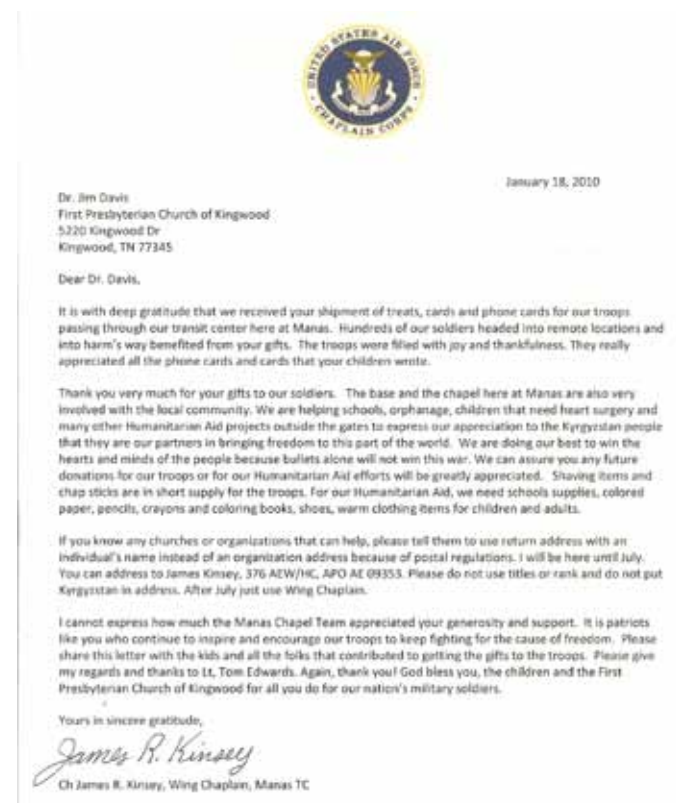 UNITED STATES AIR FORCE
CHAPLAIN CORPS
January 18, 2010
Dr. Jim Davis
First Presbyterian Church of Kingwood
5220 Kingwood Dr
Kingwood, TN 77345
Dear Dr. Davis,
It is with deep gratitude that we received your shipment of treats, cards and phone cards for our troops
passing through our transit center here at Manas. Hundreds of our soldiers headed into remote locations and
into harm's way benefited from your gifts. The troops were filled with joy and thankfulness. They really
appreciated all the phone cards and cards that your children wrote.
Thank you very much for your gifts to our soldiers. The base and the chapel here at Manas are also very
involved with the local community. We are helping schools, orphanage, children that need heart surgery and
many other Humanitarian Aid projects outside the gates to express our appreciation to the Kyrgyzstan people
that they are our partners in bringing freedom to this part of the world. We are doing our best to win the
hearts and minds of the people because bullets alone will not win this war. We can assure you any future
donations for our troops or for our Humanitarian Aid efforts will be greatly appreciated. Shaving items and
chap sticks are in short supply for the troops. For our Humanitarian Aid, we need schools supplies, colored
paper, pencils, crayons and coloring books, shoes, warm clothing items for children and adults.
If you know any churches or organizations that can help, please tell them to use return address with an
individual's name instead of an organization address because of postal regulations. I will be here until July.
You can address to James Kinsey, 376 AEW/HC, APO AE 09353. Please do not use titles or rank and do not put
Kyrgyzstan in address. After July just use Wing Chaplain.
I cannot express how much the Manas Chapel Team appreciated your generosity and support. It is patriots
like you who continue to inspire and encourage our troops to keep fighting for the cause of freedom. Please
share this letter with the kids and all the folks that contributed to getting the gifts to the troops. Please give
my regards and thanks to Lt, Tom Edwards. Again, thank you! God bless you, the children and the First
Presbyterian Church of Kingwood for all you do for our nation's military soldiers.
Yours in sincere gratitude,
James R. Kinsey
Ch James R. Kinsey, Wing Chaplain, Manas TC